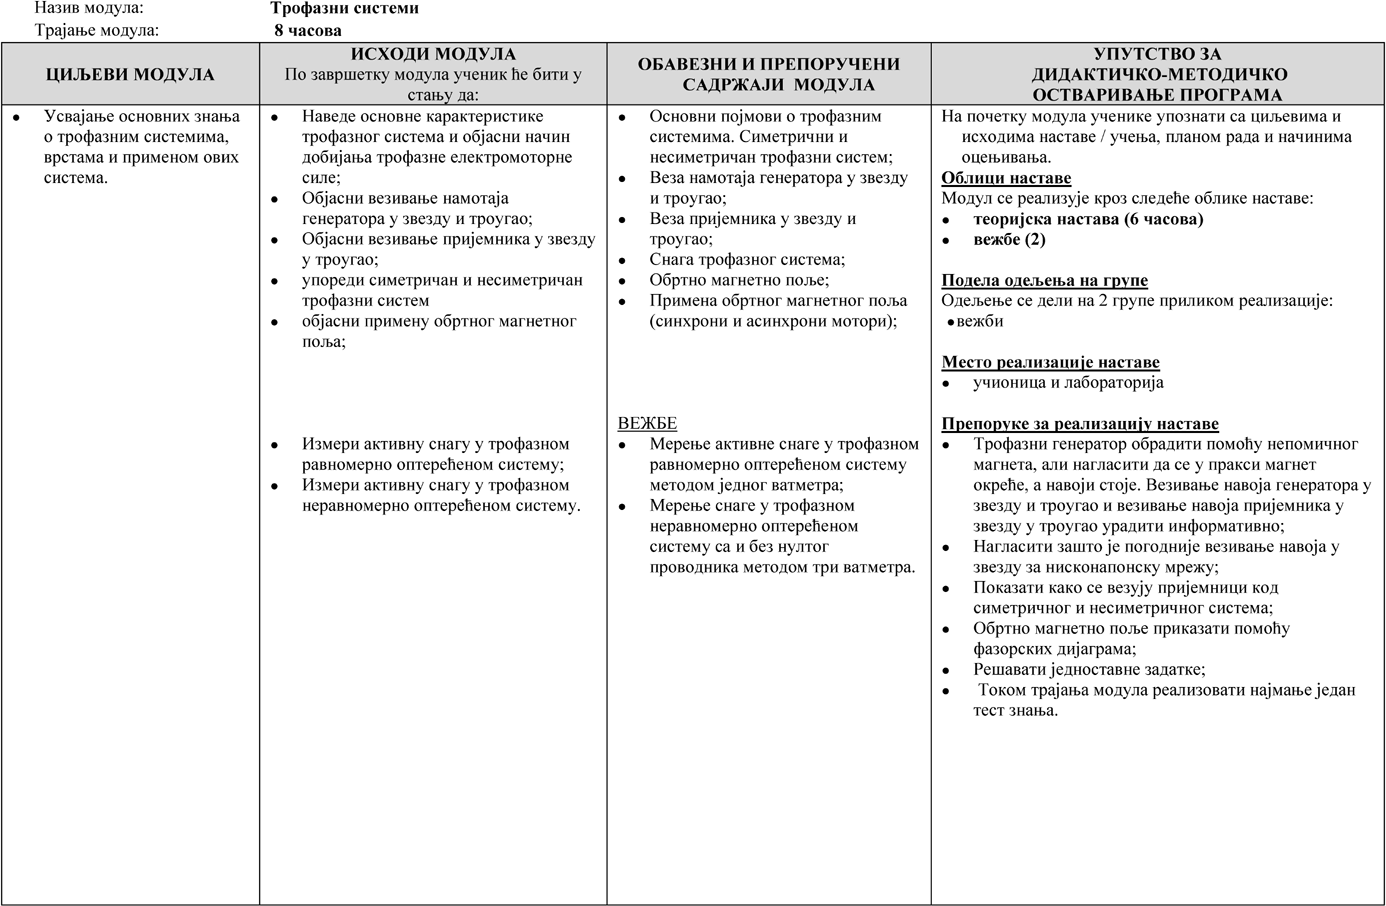 Назив модула: Трофазни системи
Трајање модула: 8 часова
ЦИЉЕВИ МОДУЛА
ИСХОДИ МОДУЛА
По завршетку модула ученик ће бити у
стању да:
ОБАВЕЗНИ И ПРЕПОРУЧЕНИ
САДРЖАЈИ МОДУЛА
УПУТСТВО ЗА
ДИДАКТИЧКО-МЕТОДИЧКО
ОСТВАРИВАЊЕ ПРОГРАМА
● Усвајање основних знања
о трофазним системима,
врстама и применом ових
система.
● Наведе основне карактеристике
трофазног система и објасни начин
добијања трофазне електромоторне
силе;
● Објасни везивање намотаја
генератора у звезду и троугао;
● Објасни везивање пријемника у звезду
у троугао;
● упореди симетричан и несиметричан
трофазни систем
● објасни примену обртног магнетног
поља;
● Измери активну снагу у трофазном
равномерно оптерећеном систему;
● Измери активну снагу у трофазном
неравномерно оптерећеном систему.
● Основни појмови о трофазним
системима. Симетрични и
несиметричан трофазни систем;
● Веза намотаја генератора у звезду
и троугао;
● Веза пријемника у звезду и
троугао;
● Снага трофазног система;
● Обртно магнетно поље;
● Примена обртног магнетног поља
(синхрони и асинхрони мотори);
ВЕЖБЕ
● Мерење активне снаге у трофазном
равномерно оптерећеном систему
методом једног ватметра;
● Мерење снаге у трофазном
неравномерно оптерећеном
систему са и без нултог
проводника методом три ватметра.
На почетку модула ученике упознати са циљевима и
исходима наставе / учења, планом рада и начинима
оцењивања.
Облици наставе
Модул се реализује кроз следеће облике наставе:
● теоријска настава (6 часова)
● вежбе (2)
Подела одељења на групе
Одељење се дели на 2 групе приликом реализације:
●вежби
Место реализације наставе
● учионица и лабораторија
Препоруке за реализацију наставе
● Трофазни генератор обрадити помоћу непомичног
магнета, али нагласити да се у пракси магнет
окреће, а навоји стоје. Везивање навоја генератора у
звезду и троугао и везивање навоја пријемника у
звезду у троугао урадити информативно;
● Нагласити зашто је погодније везивање навоја у
звезду за нисконапонску мрежу;
● Показати како се везују пријемници код
симетричног и несиметричног система;
● Обртно магнетно поље приказати помоћу
фазорских дијаграма;
● Решавати једноставне задатке;
● Током трајања модула реализовати најмање један
тест знања.